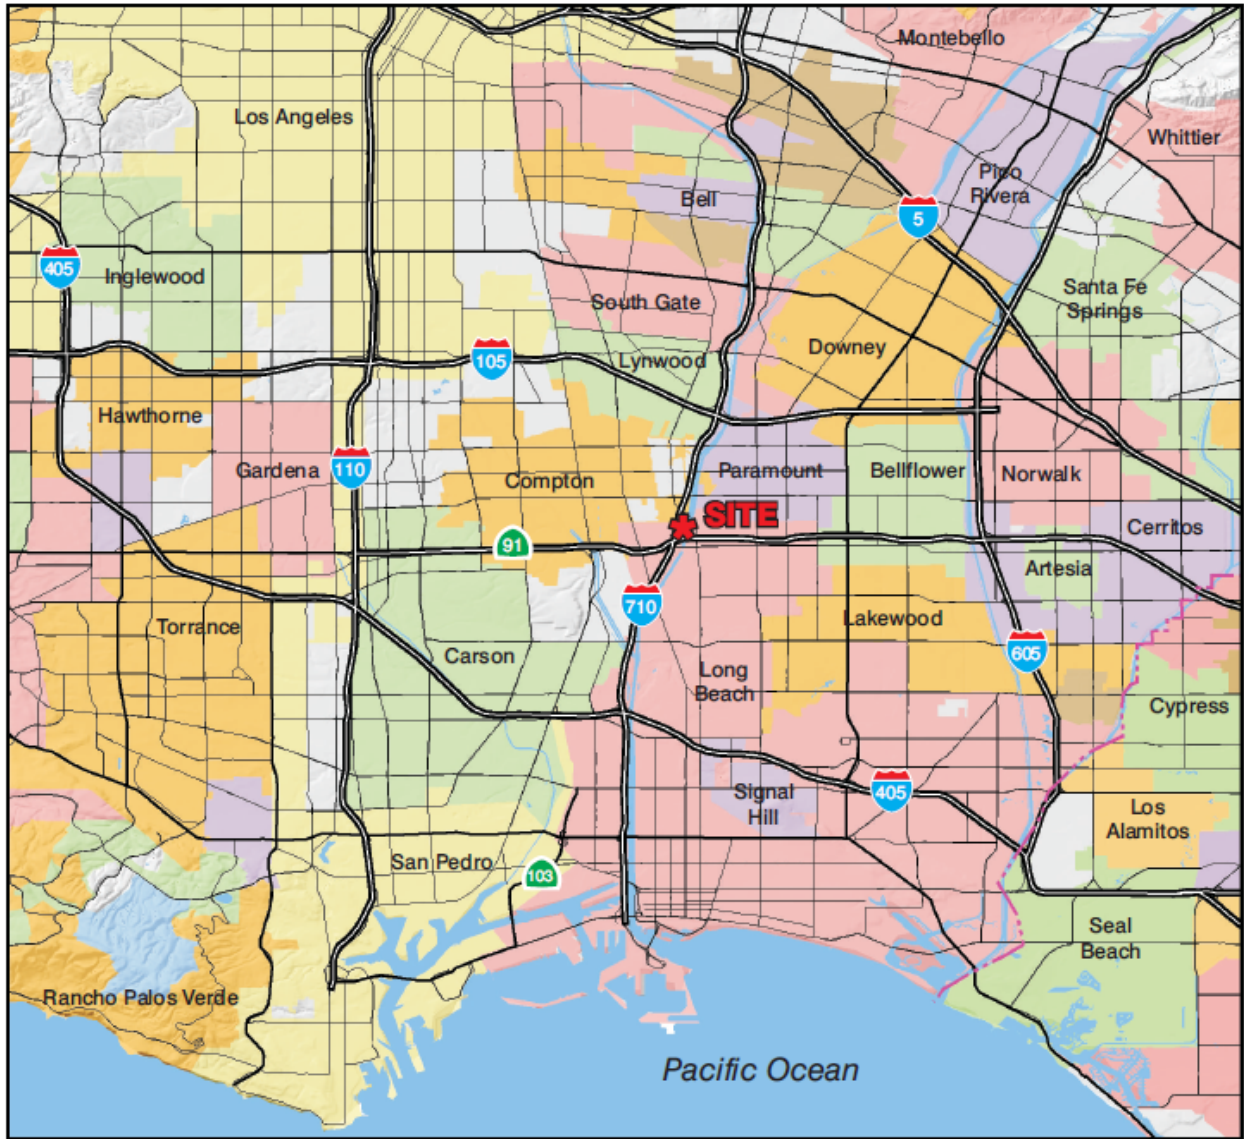 Montebello
Los Angeles
Whittier
Pico
Rivera
Bell
5
405
Inglewood
Santa Fe
Springs
South Gate
105
Lynwood
Downey
Hawthorne
Gardena
110
Compton
Paramount
Bellflower
Norwalk
SITE
Cerritos
91
Artesia
710
Torrance
Lakewood
Carson
605
Long
Beach
Cypress
Signal
Hill
405
Los
Alamitos
San Pedro
103
Seal
Beach
Rancho Palos Verde
Pacific Ocean